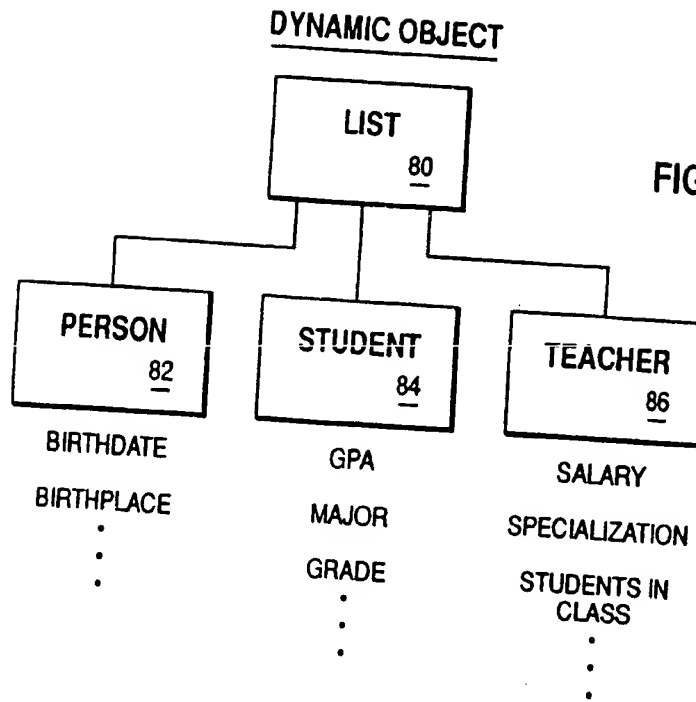 DYNAMIC OBJECT
LIST
80
FIG
PERSON
82
STUDENT
84
TEACHER
86
BIRTHDATE
BIRTHPLACE
GPA
MAJOR
GRADE
SALARY
SPECIALIZATION
STUDENTS IN
CLASS